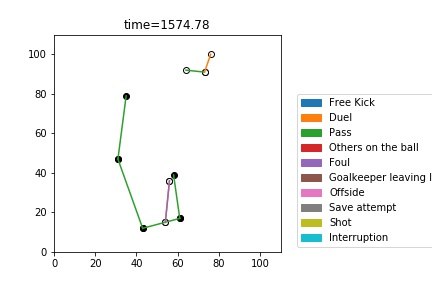 time=1574.78
100
80
60
40
20
0
0 20 40 60 80 100
Free Kick
Duel
Pass
Others on the ball
Foul
Goalkeeper leaving l
Offside
Save attempt
Shot
Interruption